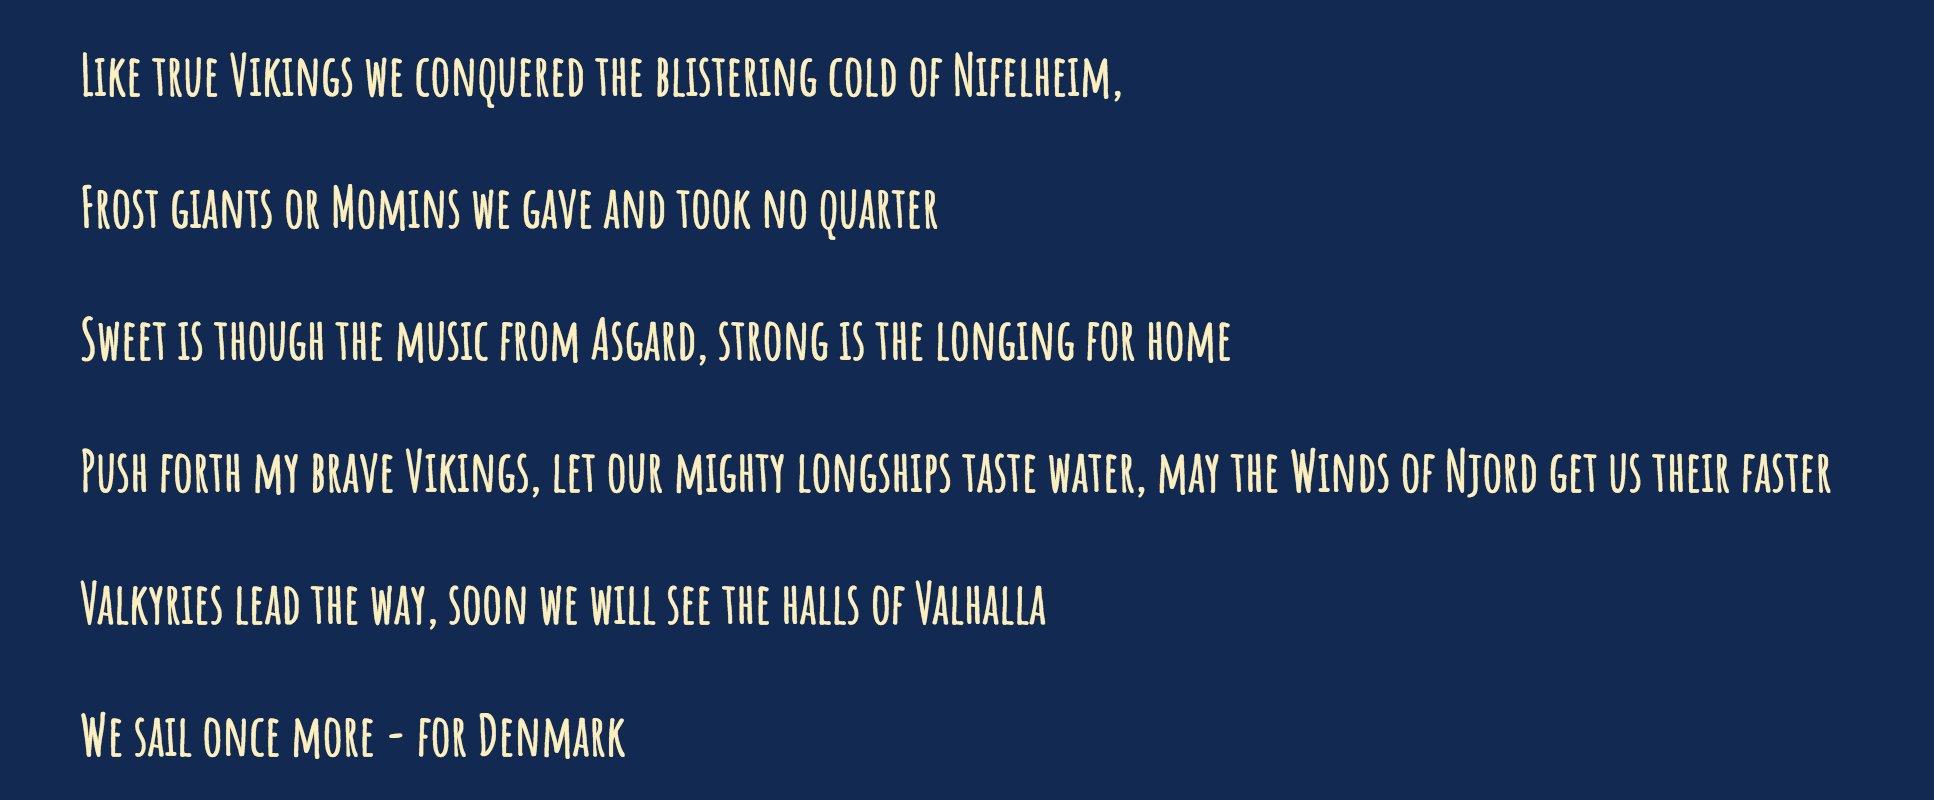 Like true Vikings we conquered the blistering cold of Nifelheim,
Frost giants or Momins we gave and took no quarter
Sweet is though the music from Asgard, strong is the longing for home
Push forth my brave Vikings, let our mighty longships taste water, may the Winds of Njord get us their faster
Valkyries lead the way, soon we will see the halls of Valhalla
We sail once more - for Denmark